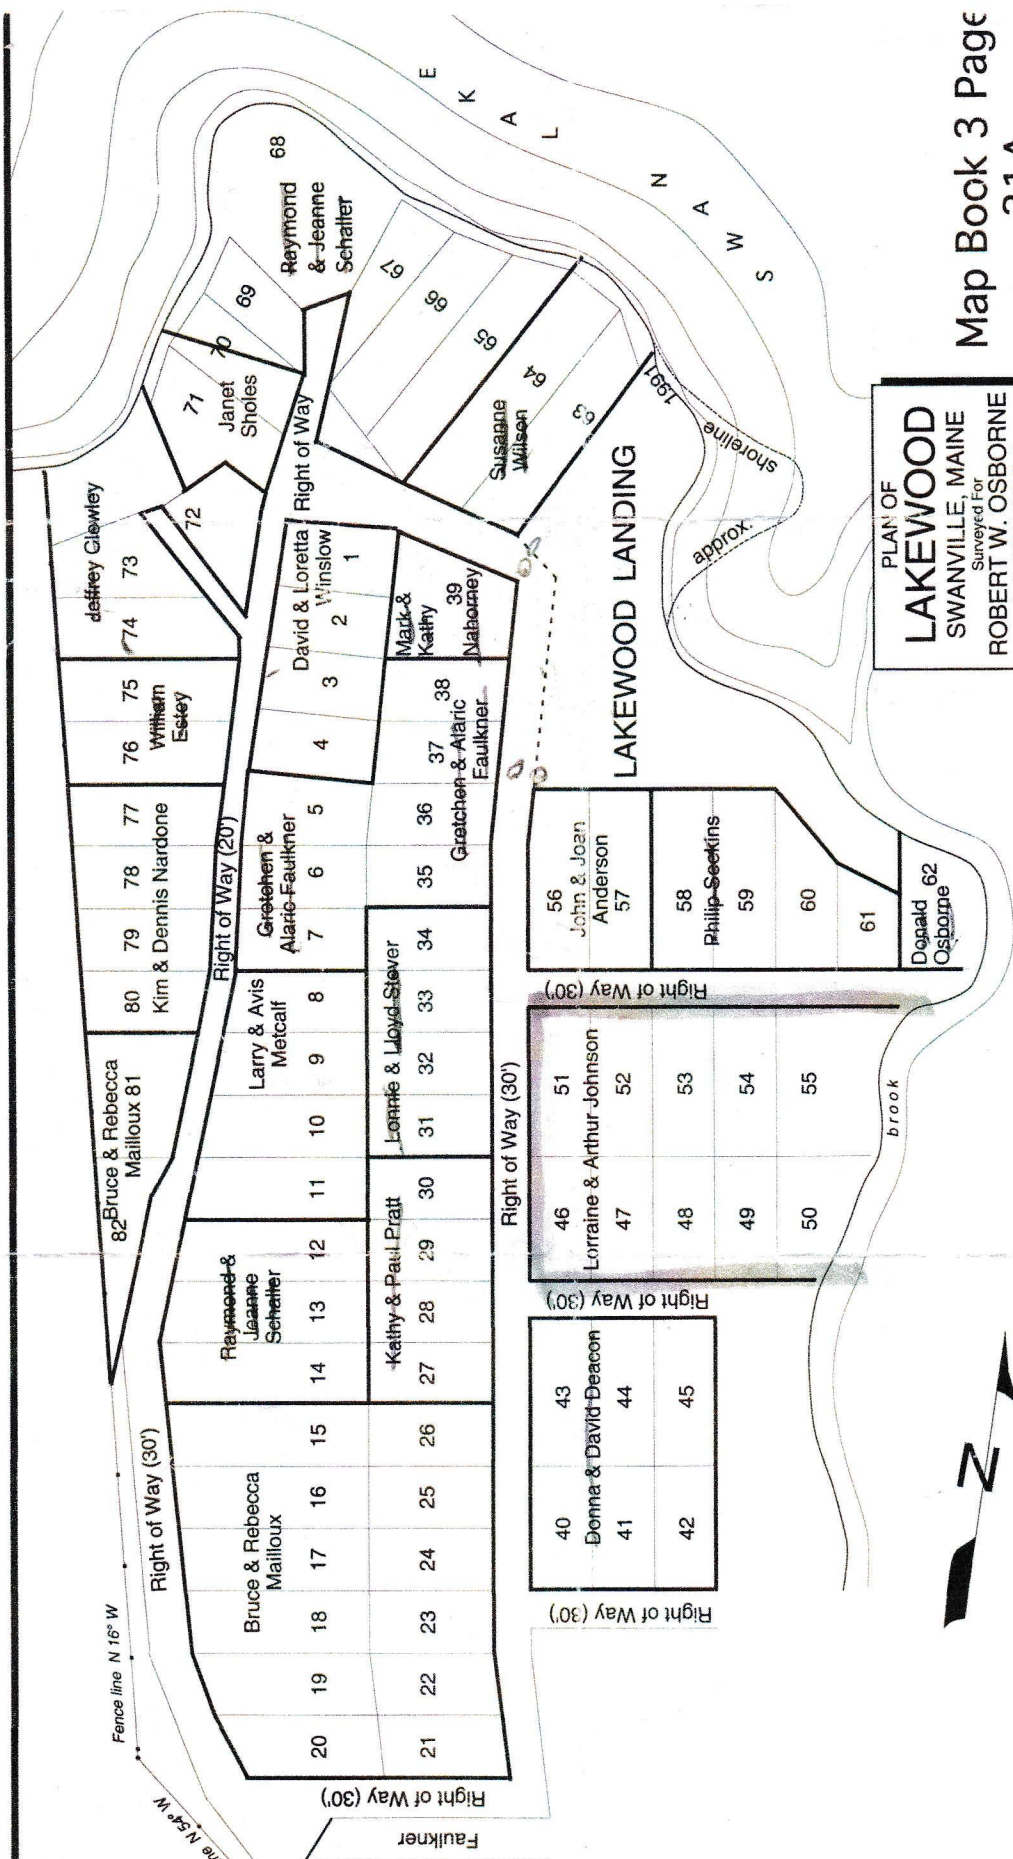 Fence line N 16° W
ne N 54° W
Right of Way (30')
82
Bruce & Rebecca
Mailloux 81
80 79 78 77
Kim & Dennis Nardone
76 75
William
Estey
74 73
Jeffrey Clowley
72
71
Janet
Sholes
70
69
68
Raymond
& Jeanne
Schaller
67
66
65
64
63
Susanne
Wilson
Right of Way
Right of Way (20')
David & Loretta
Winslow
4 3 2 1
Gretchen &
Alaric Faulkner
7 6 5
Larry & Avis
Metcalf
11 10 9 8
Raymond &
Jeanne
Schaller
14 13 12
Bruce & Rebecca
Mailloux
20 19 18 17 16 15
21 22 23 24 25 26
Kathy & Paul Pratt
27 28 29 30
Lonnie & Lloyd Stover
31 32 33 34
35 36 37 38
Gretchen & Alaric
Faulkner
Mark &
Kathy
39
Nahorney
Right of Way (30')
Faulkner
Right of Way (30')
Right of Way (30')
40 43
Donna & David Deacon
41 44
42 45
Right of Way (30')
46 51
Lorraine & Arthur Johnson
47 52
48 53
49 54
50 55
Right of Way (30')
56
John & Joan
Anderson
57
58
Philip Seekins
59
60
61
Donald
Osborne
62
brook
LAKEWOOD LANDING
approx.
shoreline
1991
SWAN LAKE
PLAN OF
LAKEWOOD
SWANVILLE, MAINE
Surveyed For
ROBERT W. OSBORNE
Map Book 3 Page
N